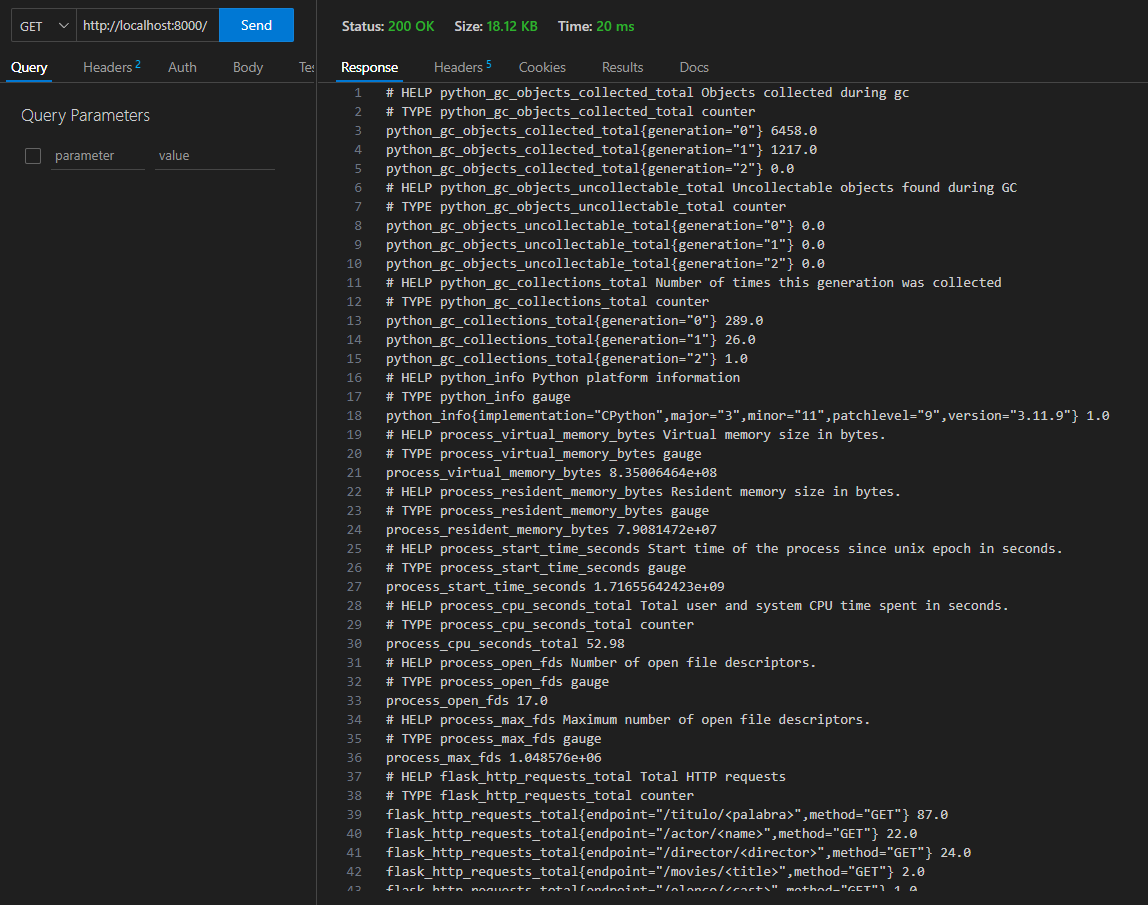 GET http://localhost:8000/ Send
Query Headers 2 Auth Body Tes
Query Parameters
parameter value
Status: 200 OK Size: 18.12 KB Time: 20 ms
Response Headers 5 Cookies Results Docs
1 # HELP python_gc_objects_collected_total Objects collected during gc
2 # TYPE python_gc_objects_collected_total counter
3 python_gc_objects_collected_total{generation="0"} 6458.0
4 python_gc_objects_collected_total{generation="1"} 1217.0
5 python_gc_objects_collected_total{generation="2"} 0.0
6 # HELP python_gc_objects_uncollectable_total Uncollectable objects found during GC
7 # TYPE python_gc_objects_uncollectable_total counter
8 python_gc_objects_uncollectable_total{generation="0"} 0.0
9 python_gc_objects_uncollectable_total{generation="1"} 0.0
10 python_gc_objects_uncollectable_total{generation="2"} 0.0
11 # HELP python_gc_collections_total Number of times this generation was collected
12 # TYPE python_gc_collections_total counter
13 python_gc_collections_total{generation="0"} 289.0
14 python_gc_collections_total{generation="1"} 26.0
15 python_gc_collections_total{generation="2"} 1.0
16 # HELP python_info Python platform information
17 # TYPE python_info gauge
18 python_info{implementation="CPython",major="3",minor="11",patchlevel="9",version="3.11.9"} 1.0
19 # HELP process_virtual_memory_bytes Virtual memory size in bytes.
20 # TYPE process_virtual_memory_bytes gauge
21 process_virtual_memory_bytes 8.35006464e+08
22 # HELP process_resident_memory_bytes Resident memory size in bytes.
23 # TYPE process_resident_memory_bytes gauge
24 process_resident_memory_bytes 7.9081472e+07
25 # HELP process_start_time_seconds Start time of the process since unix epoch in seconds.
26 # TYPE process_start_time_seconds gauge
27 process_start_time_seconds 1.71655642423e+09
28 # HELP process_cpu_seconds_total Total user and system CPU time spent in seconds.
29 # TYPE process_cpu_seconds_total counter
30 process_cpu_seconds_total 52.98
31 # HELP process_open_fds Number of open file descriptors.
32 # TYPE process_open_fds gauge
33 process_open_fds 17.0
34 # HELP process_max_fds Maximum number of open file descriptors.
35 # TYPE process_max_fds gauge
36 process_max_fds 1.048576e+06
37 # HELP flask_http_requests_total Total HTTP requests
38 # TYPE flask_http_requests_total counter
39 flask_http_requests_total{endpoint="/titulo/<palabra>",method="GET"} 87.0
40 flask_http_requests_total{endpoint="/actor/<name>",method="GET"} 22.0
41 flask_http_requests_total{endpoint="/director/<director>",method="GET"} 24.0
42 flask_http_requests_total{endpoint="/movies/<title>",method="GET"} 2.0
43 flask_http_requests_total{endpoint="/elenco/<cast>",method="GET"} 1.0